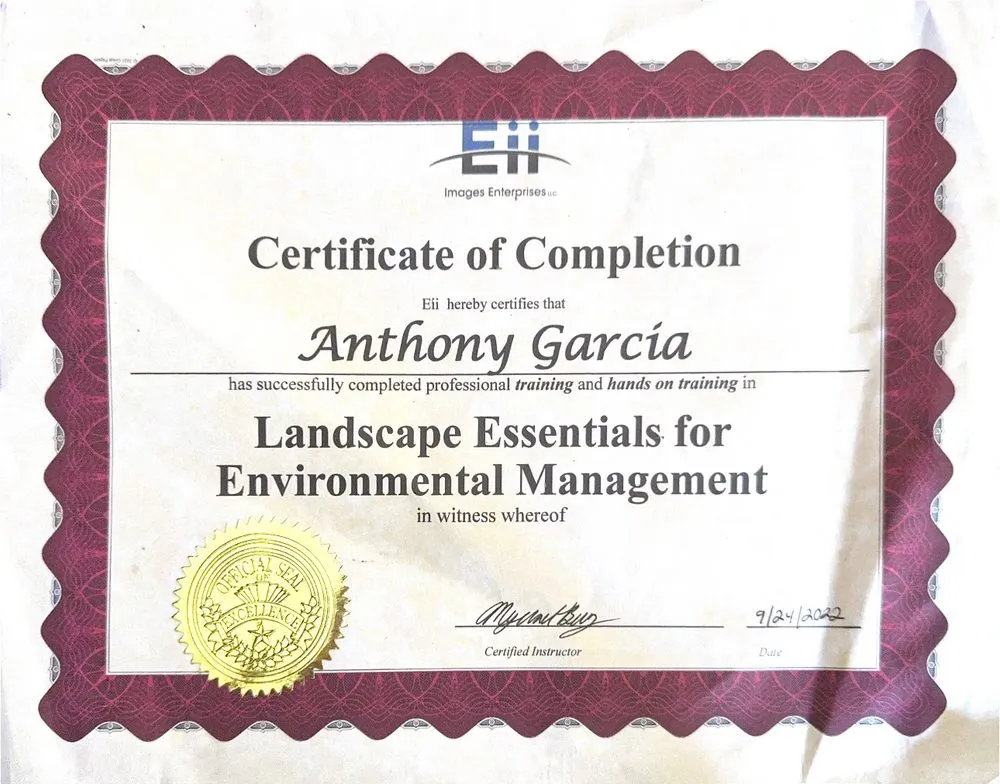 Eii
Images Enterprises LLC
Certificate of Completion
Eii hereby certifies that
Anthony García
has successfully completed professional training and hands on training in
Landscape Essentials for
Environmental Management
in witness whereof
OFFICIAL SEAL
OF
EXCELLENCE
9/24/2022
Certified Instructor
Date